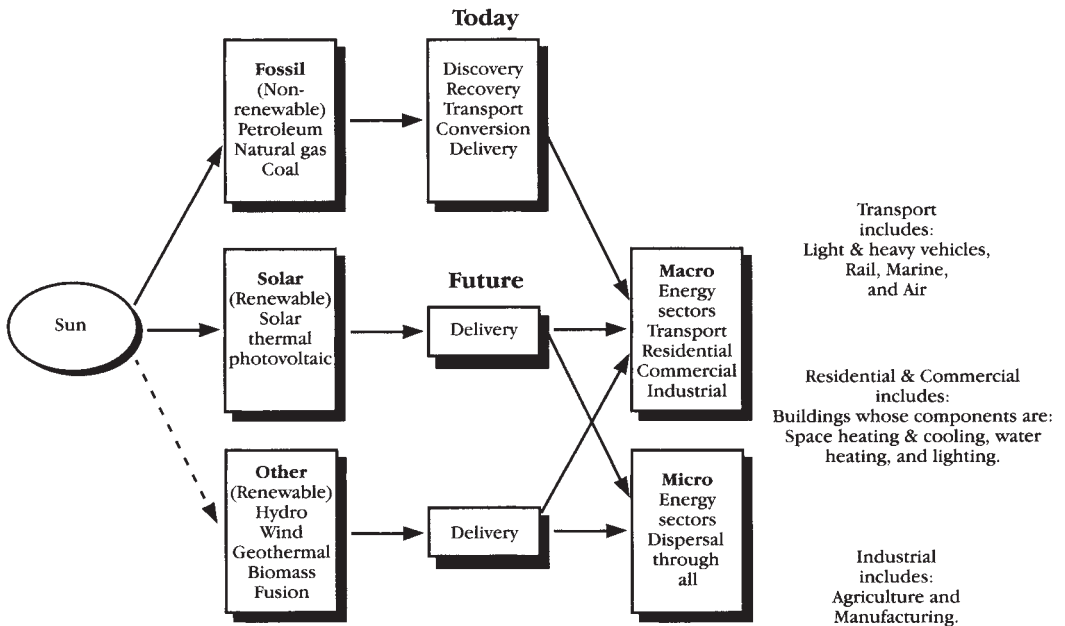 Today
Fossil
(Non-
renewable)
Petroleum
Natural gas
Coal
Discovery
Recovery
Transport
Conversion
Delivery
Sun
Solar
(Renewable)
Solar
thermal
photovoltaic
Future
Delivery
Macro
Energy
sectors
Transport
Residential
Commercial
Industrial
Other
(Renewable)
Hydro
Wind
Geothermal
Biomass
Fusion
Delivery
Micro
Energy
sectors
Dispersal
through
all
Transport
includes:
Light & heavy vehicles,
Rail, Marine,
and Air
Residential & Commercial
includes:
Buildings whose components are:
Space heating & cooling, water
heating, and lighting.
Industrial
includes:
Agriculture and
Manufacturing.